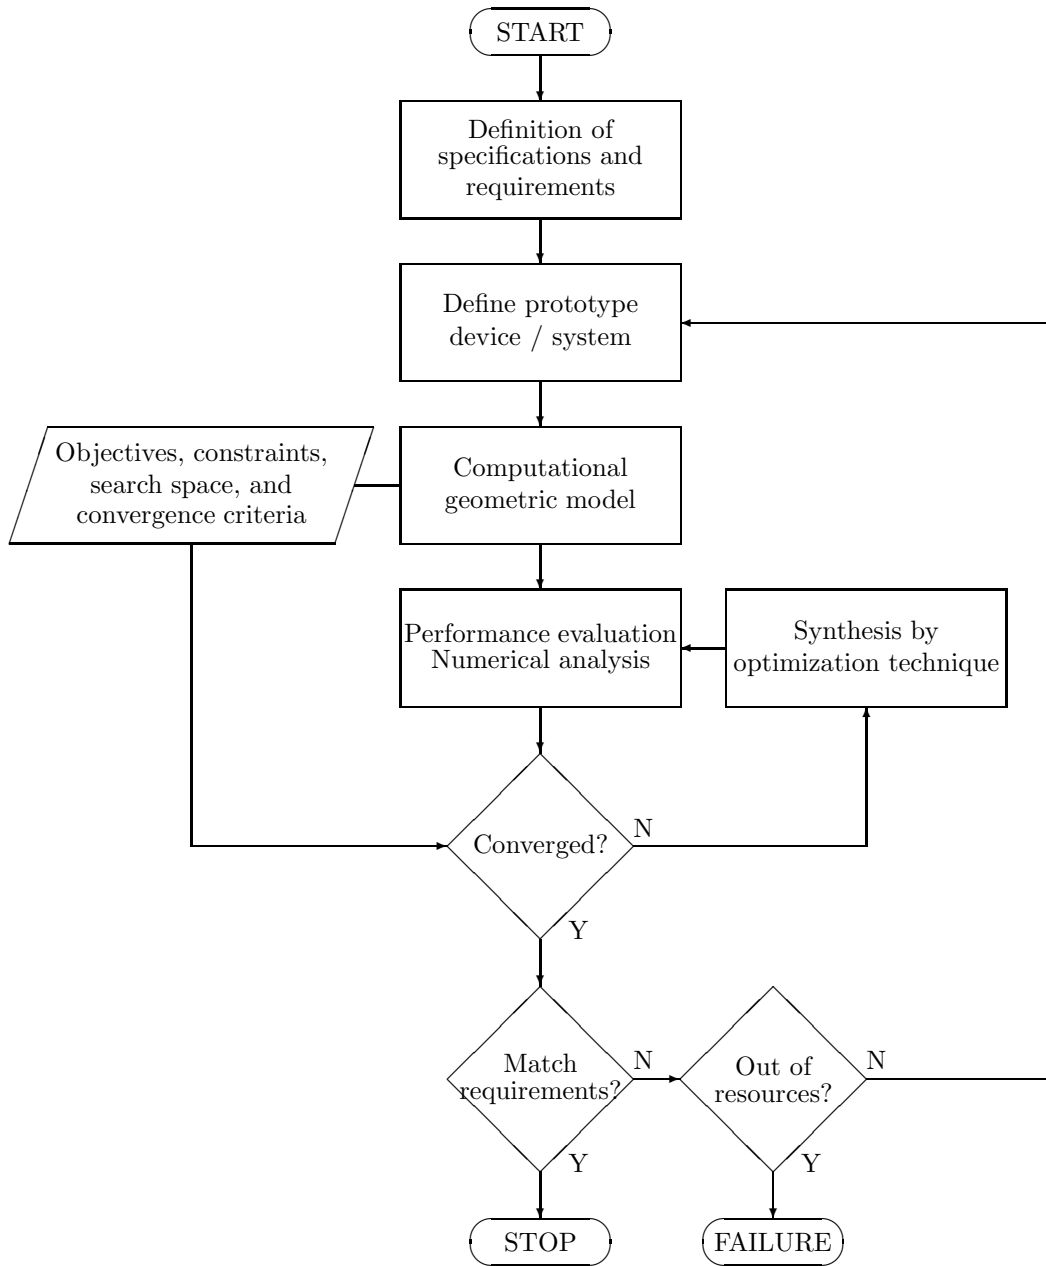 START
Definition of
specifications and
requirements
Define prototype
device / system
Objectives, constraints,
search space, and
convergence criteria
Computational
geometric model
Performance evaluation
Numerical analysis
Synthesis by
optimization technique
Converged?
N
Y
Match
requirements?
N
Out of
resources?
N
Y
Y
STOP
FAILURE